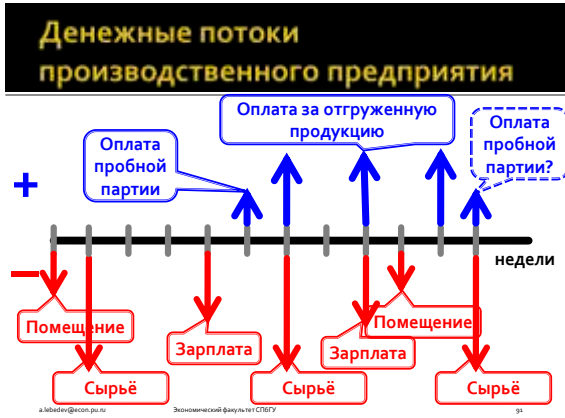 Денежные потоки
производственного предприятия
Оплата за отгруженную
продукцию
Оплата
пробной
партии
Оплата
пробной
партии?
+
недели
–
Помещение
Помещение
Зарплата
Зарплата
Сырьё
Сырьё
Сырьё
a.lebedev@econ.pu.ru
Экономический факультет СПбГУ
91